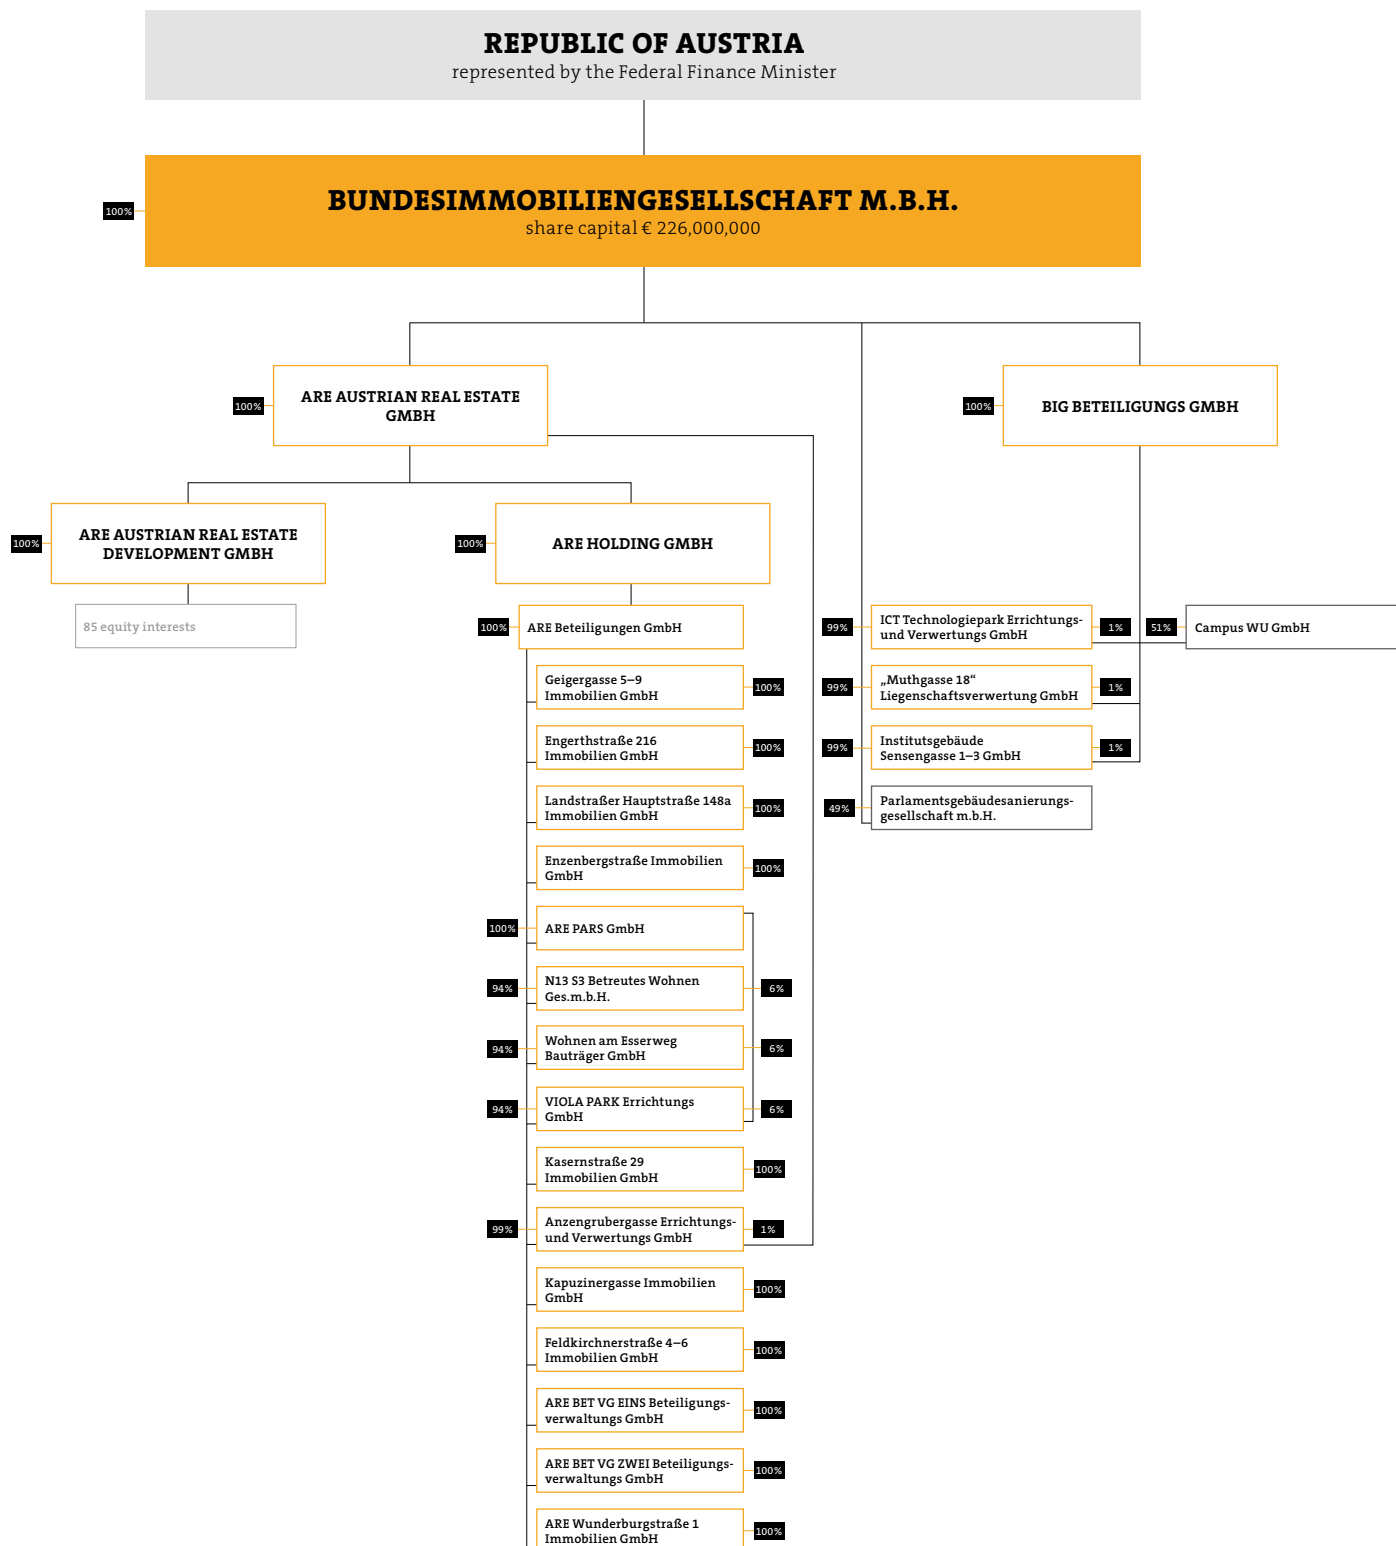 REPUBLIC OF AUSTRIA
represented by the Federal Finance Minister
100%
BUNDESIMMOBILIENGESELLSCHAFT M.B.H.
share capital € 226,000,000
100%
ARE AUSTRIAN REAL ESTATE
GMBH
100%
BIG BETEILIGUNGS GMBH
100%
ARE AUSTRIAN REAL ESTATE
DEVELOPMENT GMBH
100%
ARE HOLDING GMBH
85 equity interests
100%
ARE Beteiligungen GmbH
Geigergasse 5–9
Immobilien GmbH
100%
Engerthstraße 216
Immobilien GmbH
100%
Landstraßer Hauptstraße 148a
Immobilien GmbH
100%
Enzenbergstraße Immobilien
GmbH
100%
100%
ARE PARS GmbH
94%
N13 S3 Betreutes Wohnen
Ges.m.b.H.
6%
94%
Wohnen am Esserweg
Bauträger GmbH
6%
94%
VIOLA PARK Errichtungs
GmbH
6%
Kasernstraße 29
Immobilien GmbH
100%
99%
Anzengrubergasse Errichtungs-
und Verwertungs GmbH
1%
Kapuzinergasse Immobilien
GmbH
100%
Feldkirchnerstraße 4–6
Immobilien GmbH
100%
ARE BET VG EINS Beteiligungs-
verwaltungs GmbH
100%
ARE BET VG ZWEI Beteiligungs-
verwaltungs GmbH
100%
ARE Wunderburgstraße 1
Immobilien GmbH
100%
99%
ICT Technologiepark Errichtungs-
und Verwertungs GmbH
1%
51%
Campus WU GmbH
99%
„Muthgasse 18“
Liegenschaftsverwertung GmbH
1%
99%
Institutsgebäude
Sensengasse 1–3 GmbH
1%
49%
Parlamentsgebäudesanierungs-
gesellschaft m.b.H.